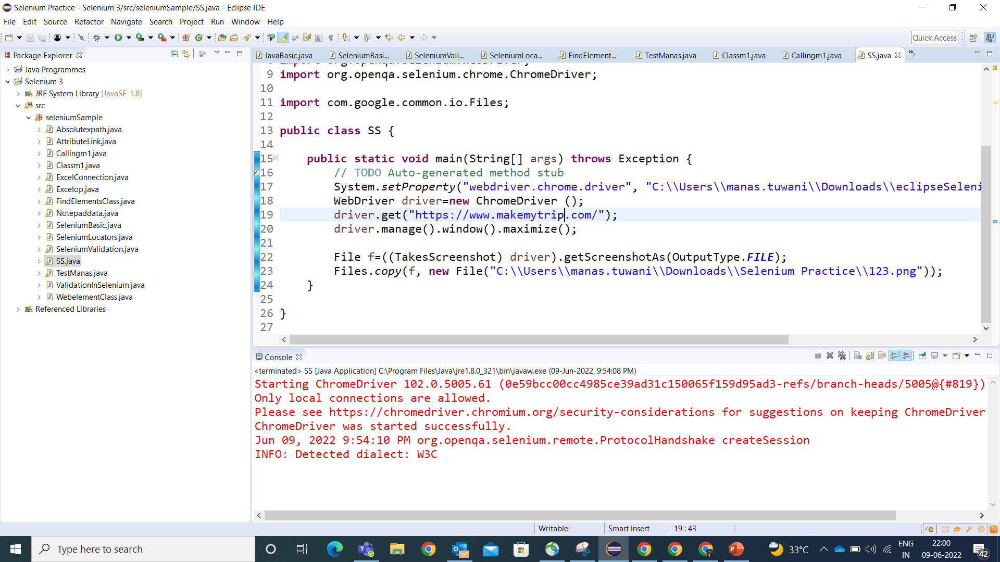 Selenium Practice - Selenium 3/src/seleniumSample/SS.java - Eclipse IDE
File Edit Source Refactor Navigate Search Project Run Window Help
Quick Access
Package Explorer
JavaBasic.java SeleniumBasi... SeleniumVali... SeleniumLoca... FindElement... TestManas.java Classm1.java Callingm1.java SS.java »7
Java Programmes
Selenium 3
JRE System Library [JavaSE-1.8]
src
seleniumSample
Absolutexpath.java
AttributeLink.java
Callingm1.java
Classm1.java
ExcelConnection.java
Excelop.java
FindElementsClass.java
Notepaddata.java
SeleniumBasic.java
SeleniumLocators.java
SeleniumValidation.java
SS.java
TestManas.java
ValidationInSelenium.java
WebelementClass.java
Referenced Libraries
9 import org.openqa.selenium.chrome.ChromeDriver;
10
11 import com.google.common.io.Files;
12
13 public class SS {
14
15 public static void main(String[] args) throws Exception {
16 // TODO Auto-generated method stub
17 System.setProperty("webdriver.chrome.driver", "C:\\Users\\manas.tuwani\\Downloads\\eclipseSeleni
18 WebDriver driver=new ChromeDriver ();
19 driver.get("https://www.makemytrip.com/");
20 driver.manage().window().maximize();
21
22 File f=((TakesScreenshot) driver).getScreenshotAs(OutputType.FILE);
23 Files.copy(f, new File("C:\\Users\\manas.tuwani\\Downloads\\Selenium Practice\\123.png"));
24 }
25
26 }
27
Console
<terminated> SS [Java Application] C:\Program Files\Java\jre1.8.0_321\bin\javaw.exe (09-Jun-2022, 9:54:08 PM)
Starting ChromeDriver 102.0.5005.61 (0e59bcc00cc4985ce39ad31c150065f159d95ad3-refs/branch-heads/5005@{#819})
Only local connections are allowed.
Please see https://chromedriver.chromium.org/security-considerations for suggestions on keeping ChromeDriver
ChromeDriver was started successfully.
Jun 09, 2022 9:54:10 PM org.openqa.selenium.remote.ProtocolHandshake createSession
INFO: Detected dialect: W3C
Writable Smart Insert 19 : 43
Type here to search
33°C
ENG
IN
22:00
09-06-2022
42